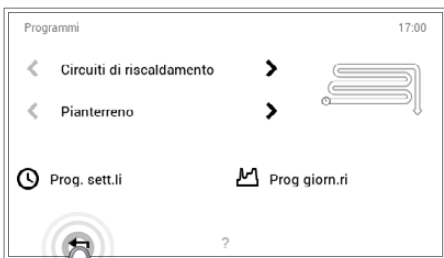 Programmi 17:00
Circuiti di riscaldamento
Pianterreno
Prog. sett.li Prog giorn.ri
?